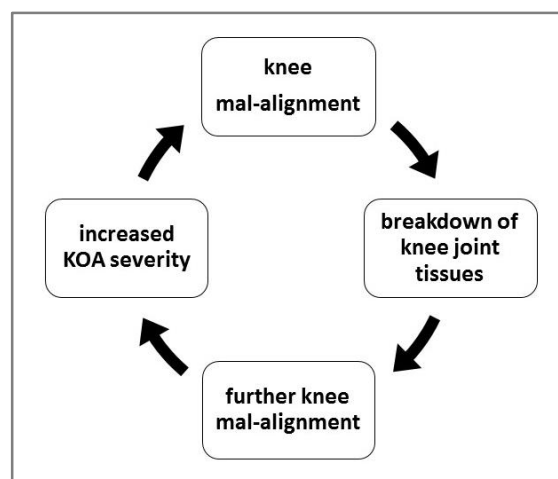 knee
mal-alignment
breakdown of
knee joint
tissues
further knee
mal-alignment
increased
KOA severity